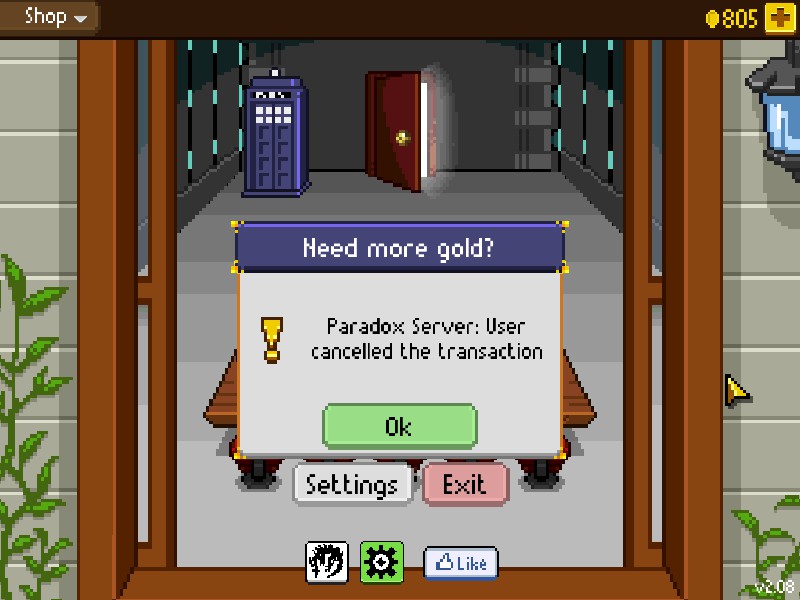 Shop
805
Need more gold?
Paradox Server: User
cancelled the transaction
Ok
Settings
Exit
Like
v2.08